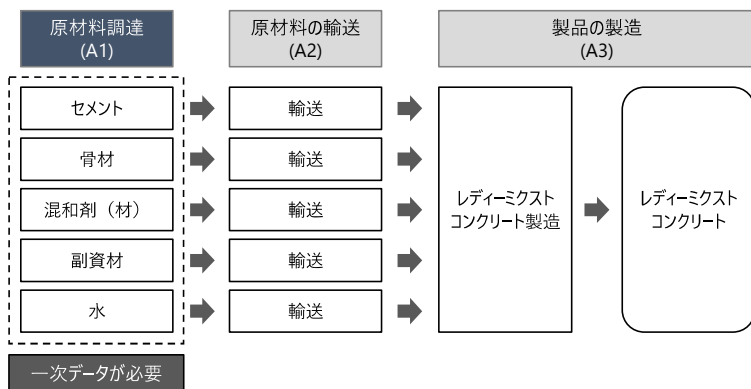 原材料調達
(A1)
原材料の輸送
(A2)
製品の製造
(A3)
セメント
輸送
骨材
輸送
混和剤（材）
輸送
副資材
輸送
水
輸送
レディーミクスト
コンクリート製造
レディーミクスト
コンクリート
一次データが必要